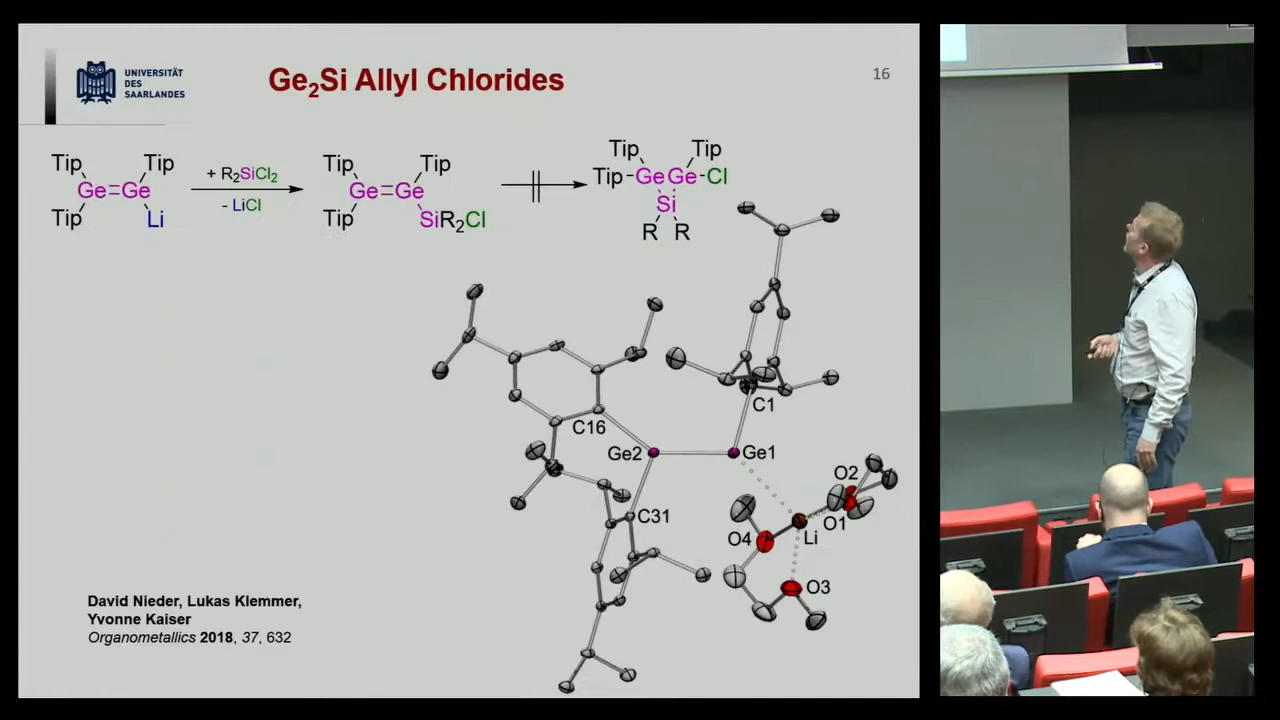 UNIVERSITÄT
DES
SAARLANDES
Ge₂Si Allyl Chlorides
16
Tip Tip
Ge=Ge
Tip Li
+ R₂SiCl₂
- LiCl
Tip Tip
Ge=Ge
Tip SiR₂Cl
Tip Tip
Tip-Ge Ge-Cl
Si
R R
C1
C16
Ge2
Ge1
C31
O2
O1
Li
O4
O3
David Nieder, Lukas Klemmer,
Yvonne Kaiser
Organometallics 2018, 37, 632